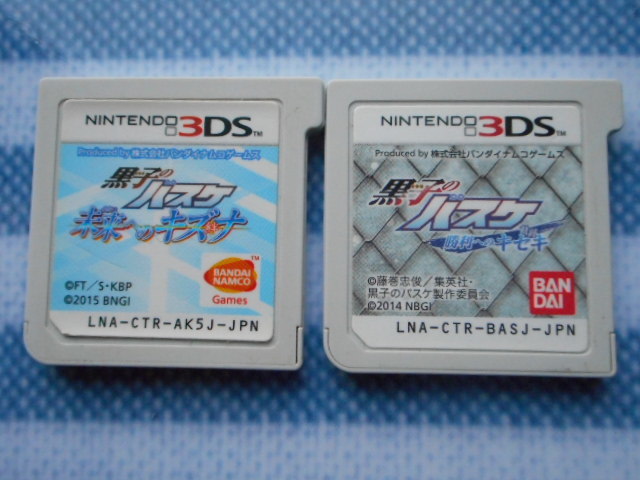 NINTENDO 3DS™
Produced by 株式会社バンダイナムコゲームス
黒子の
バスケ
未来へのキズナ
©FT／S・KBP
©2015 BNGI
BANDAI
NAMCO
Games
LNA-CTR-AK5J-JPN
NINTENDO 3DS™
Produced by 株式会社バンダイナムコゲームス
黒子の
バスケ
勝利へのキセキ
©藤巻忠俊／集英社・
黒子のバスケ製作委員会
©2014 NBGI
BAN
DAI
LNA-CTR-BASJ-JPN